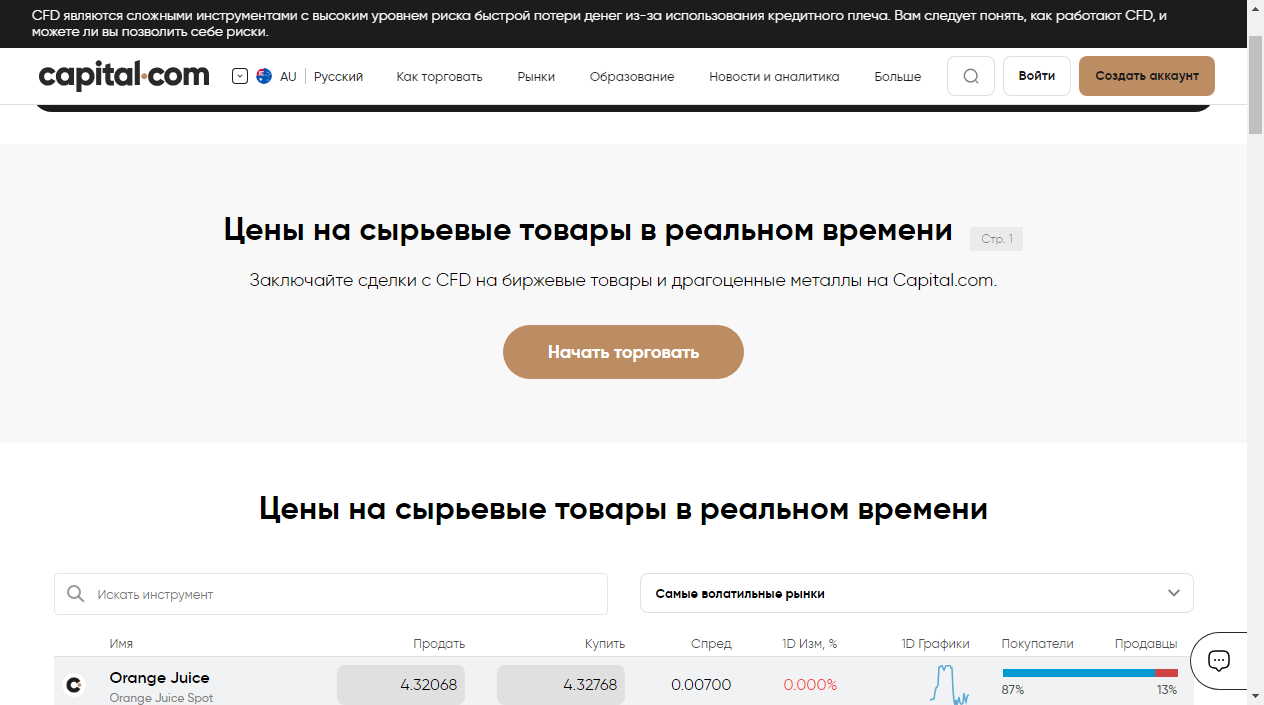 CFD являются сложными инструментами с высоким уровнем риска быстрой потери денег из-за использования кредитного плеча. Вам следует понять, как работают CFD, и
можете ли вы позволить себе риски.
capital.com AU Русский Как торговать Рынки Образование Новости и аналитика Больше Войти Создать аккаунт
Цены на сырьевые товары в реальном времени Стр. 1
Заключайте сделки с CFD на биржевые товары и драгоценные металлы на Capital.com.
Начать торговать
Цены на сырьевые товары в реальном времени
Искать инструмент Самые волатильные рынки
Имя Продать Купить Спред 1D Изм, % 1D Графики Покупатели Продавцы
Orange Juice 4.32068 4.32768 0.00700 0.000%
Orange Juice Spot 87% 13%